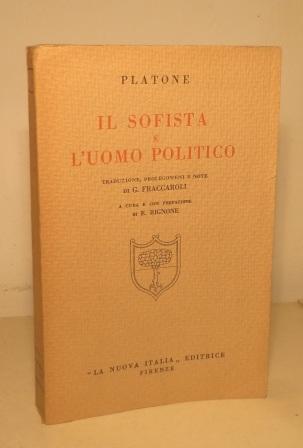 PLATONE
IL SOFISTA
E
L'UOMO POLITICO
TRADUZIONE, PROLEGOMENI E NOTE
DI G. FRACCAROLI
A CURA E CON PREFAZIONE
DI E. BIGNONE
"LA NUOVA ITALIA„ EDITRICE
FIRENZE